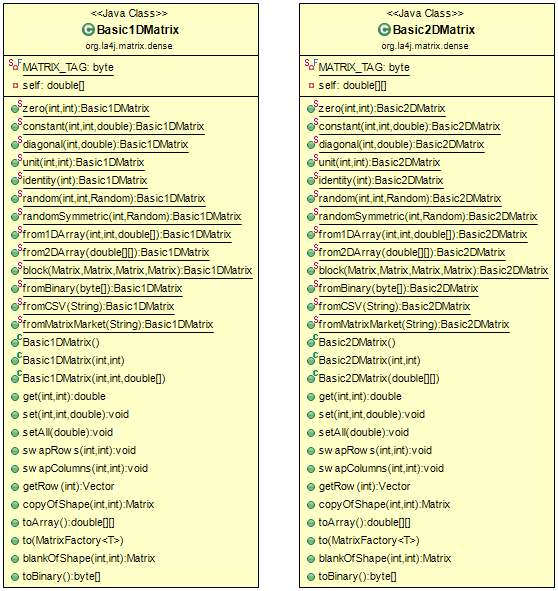 <<Java Class>>
Basic1DMatrix
org.la4j.matrix.dense
MATRIX_TAG: byte
self: double[]
zero(int,int):Basic1DMatrix
constant(int,int,double):Basic1DMatrix
diagonal(int,double):Basic1DMatrix
unit(int,int):Basic1DMatrix
identity(int):Basic1DMatrix
random(int,int,Random):Basic1DMatrix
randomSymmetric(int,Random):Basic1DMatrix
from1DArray(int,int,double[]):Basic1DMatrix
from2DArray(double[][]):Basic1DMatrix
block(Matrix,Matrix,Matrix,Matrix):Basic1DMatrix
fromBinary(byte[]):Basic1DMatrix
fromCSV(String):Basic1DMatrix
fromMatrixMarket(String):Basic1DMatrix
Basic1DMatrix()
Basic1DMatrix(int,int)
Basic1DMatrix(int,int,double[])
get(int,int):double
set(int,int,double):void
setAll(double):void
swapRows(int,int):void
swapColumns(int,int):void
getRow(int):Vector
copyOfShape(int,int):Matrix
toArray():double[][]
to(MatrixFactory<T>)
blankOfShape(int,int):Matrix
toBinary():byte[]
<<Java Class>>
Basic2DMatrix
org.la4j.matrix.dense
MATRIX_TAG: byte
self: double[][]
zero(int,int):Basic2DMatrix
constant(int,int,double):Basic2DMatrix
diagonal(int,double):Basic2DMatrix
unit(int,int):Basic2DMatrix
identity(int):Basic2DMatrix
random(int,int,Random):Basic2DMatrix
randomSymmetric(int,Random):Basic2DMatrix
from1DArray(int,int,double[]):Basic2DMatrix
from2DArray(double[][]):Basic2DMatrix
block(Matrix,Matrix,Matrix,Matrix):Basic2DMatrix
fromBinary(byte[]):Basic2DMatrix
fromCSV(String):Basic2DMatrix
fromMatrixMarket(String):Basic2DMatrix
Basic2DMatrix()
Basic2DMatrix(int,int)
Basic2DMatrix(double[][])
get(int,int):double
set(int,int,double):void
setAll(double):void
swapRows(int,int):void
swapColumns(int,int):void
getRow(int):Vector
copyOfShape(int,int):Matrix
toArray():double[][]
to(MatrixFactory<T>)
blankOfShape(int,int):Matrix
toBinary():byte[]